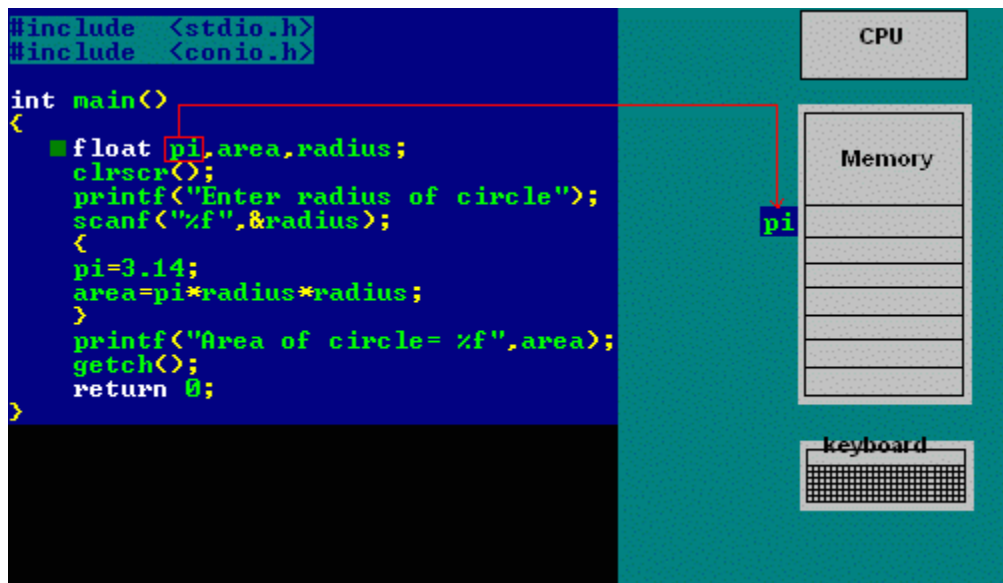 #include <stdio.h>
#include <conio.h>
int main()
{
float pi,area,radius;
clrscr();
printf("Enter radius of circle");
scanf("%f",&radius);
{
pi=3.14;
area=pi*radius*radius;
}
printf("Area of circle= %f",area);
getch();
return 0;
}
CPU
Memory
pi
keyboard